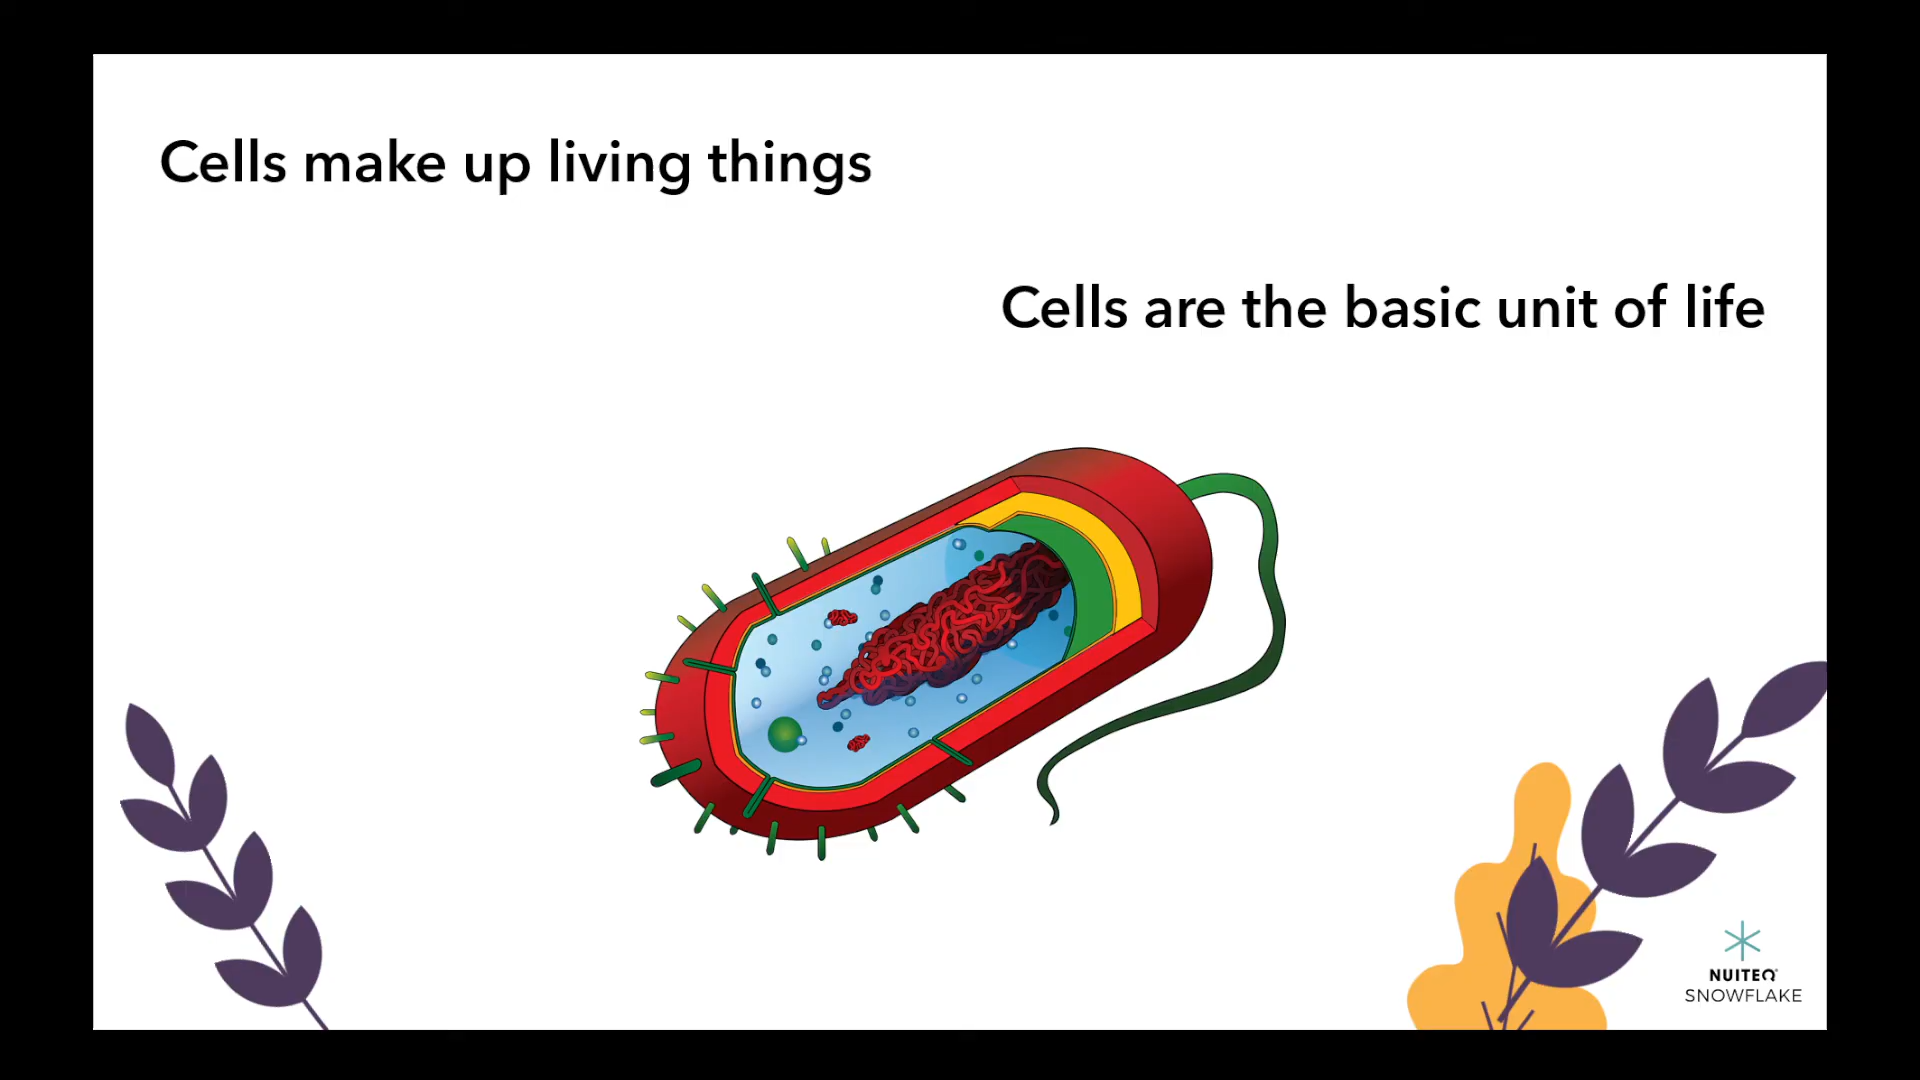 Cells make up living things
Cells are the basic unit of life
NUITEQ
SNOWFLAKE